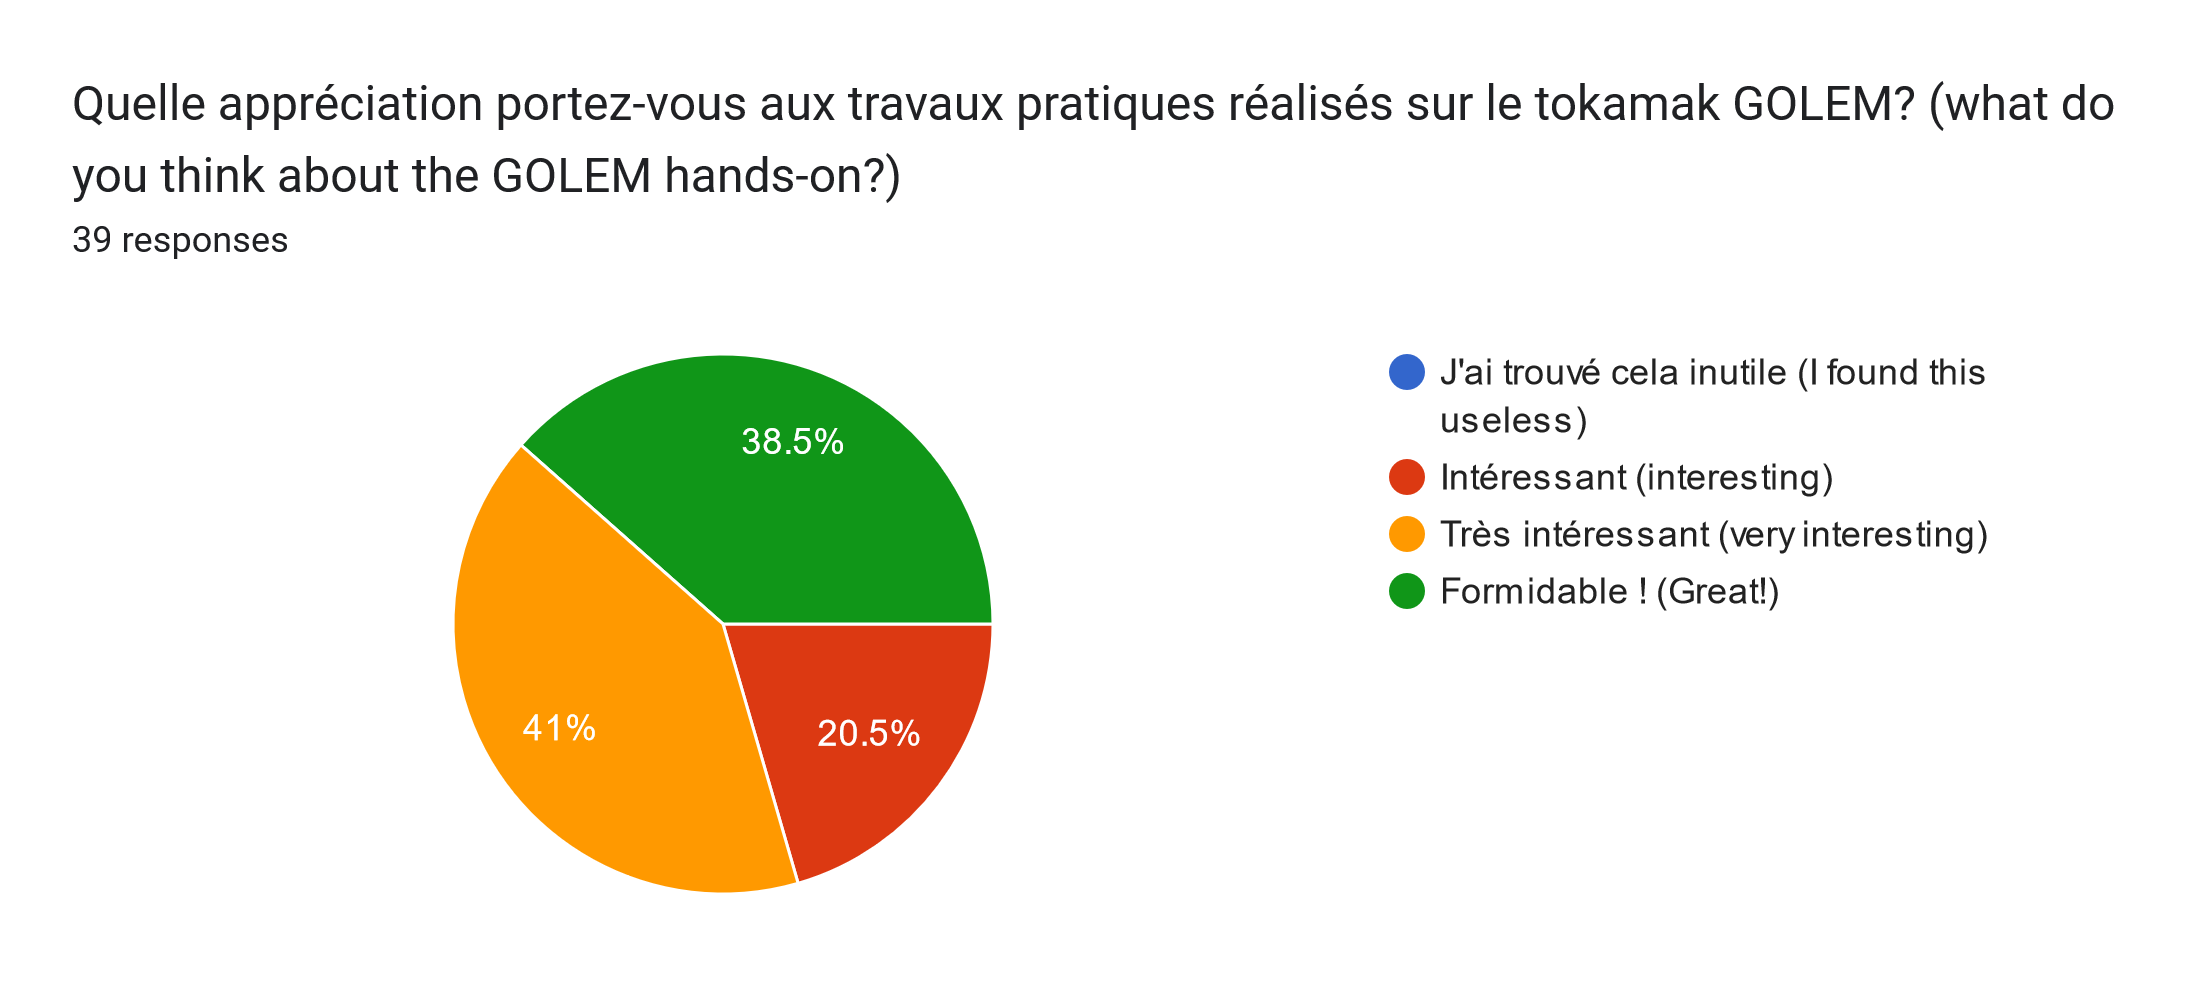 Quelle appréciation portez-vous aux travaux pratiques réalisés sur le tokamak GOLEM? (what do
you think about the GOLEM hands-on?)
39 responses
38.5%
41%
20.5%
J'ai trouvé cela inutile (I found this
useless)
Intéressant (interesting)
Très intéressant (very interesting)
Formidable ! (Great!)